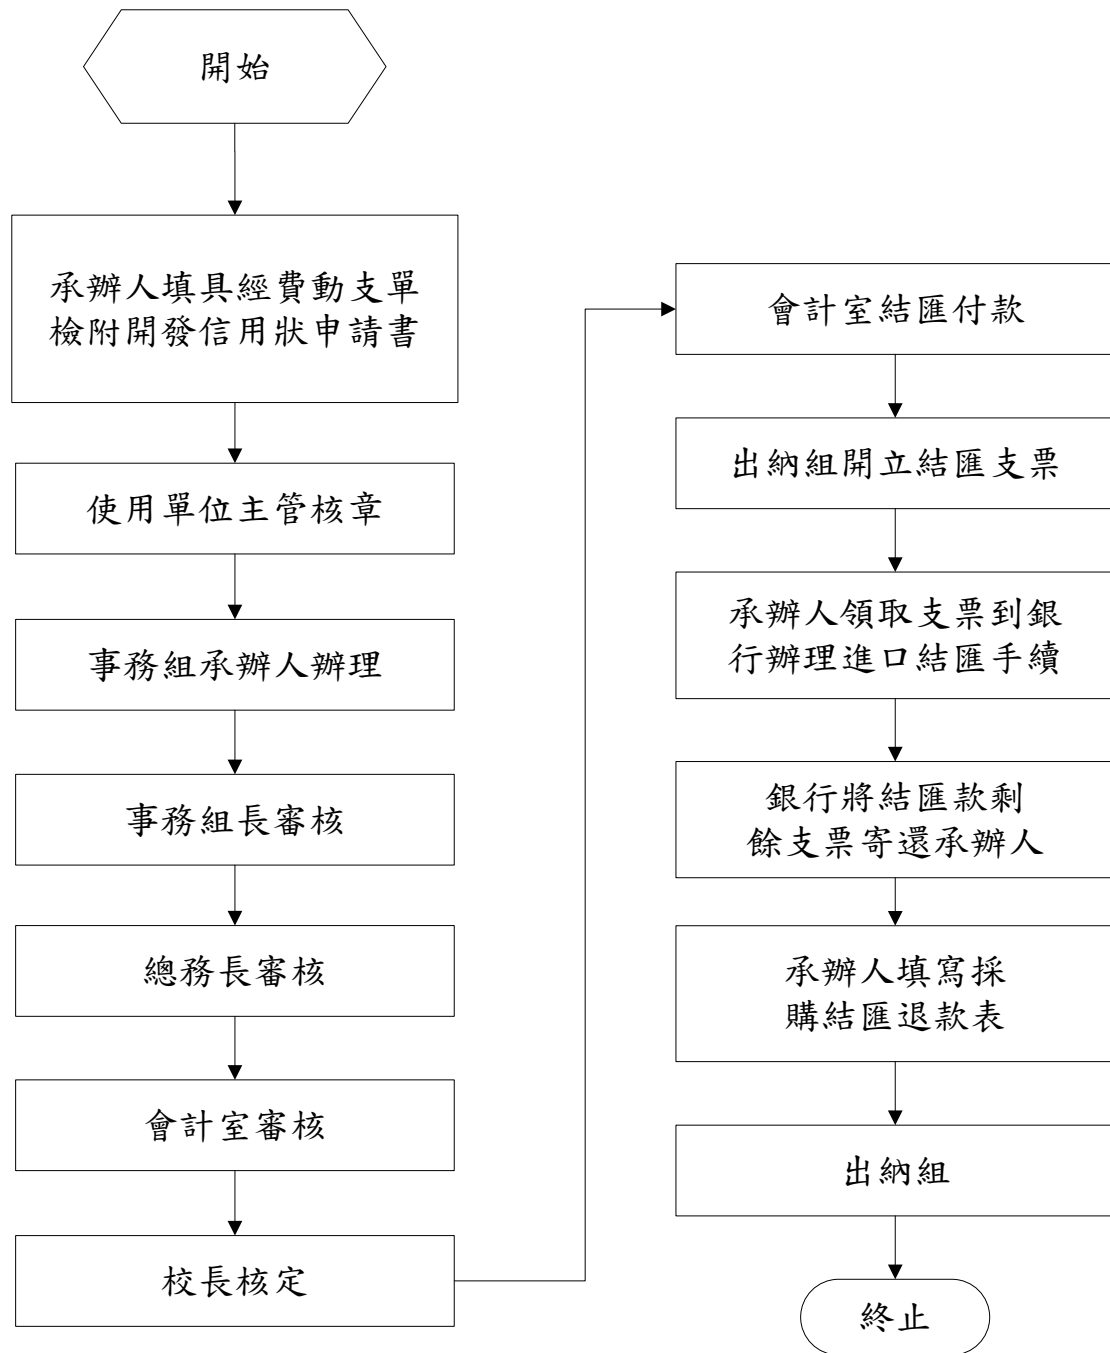 開始
承辦人填具經費動支單
檢附開發信用狀申請書
使用單位主管核章
事務組承辦人辦理
事務組長審核
總務長審核
會計室審核
校長核定
會計室結匯付款
出納組開立結匯支票
承辦人領取支票到銀
行辦理進口結匯手續
銀行將結匯款剩
餘支票寄還承辦人
承辦人填寫採
購結匯退款表
出納組
終止